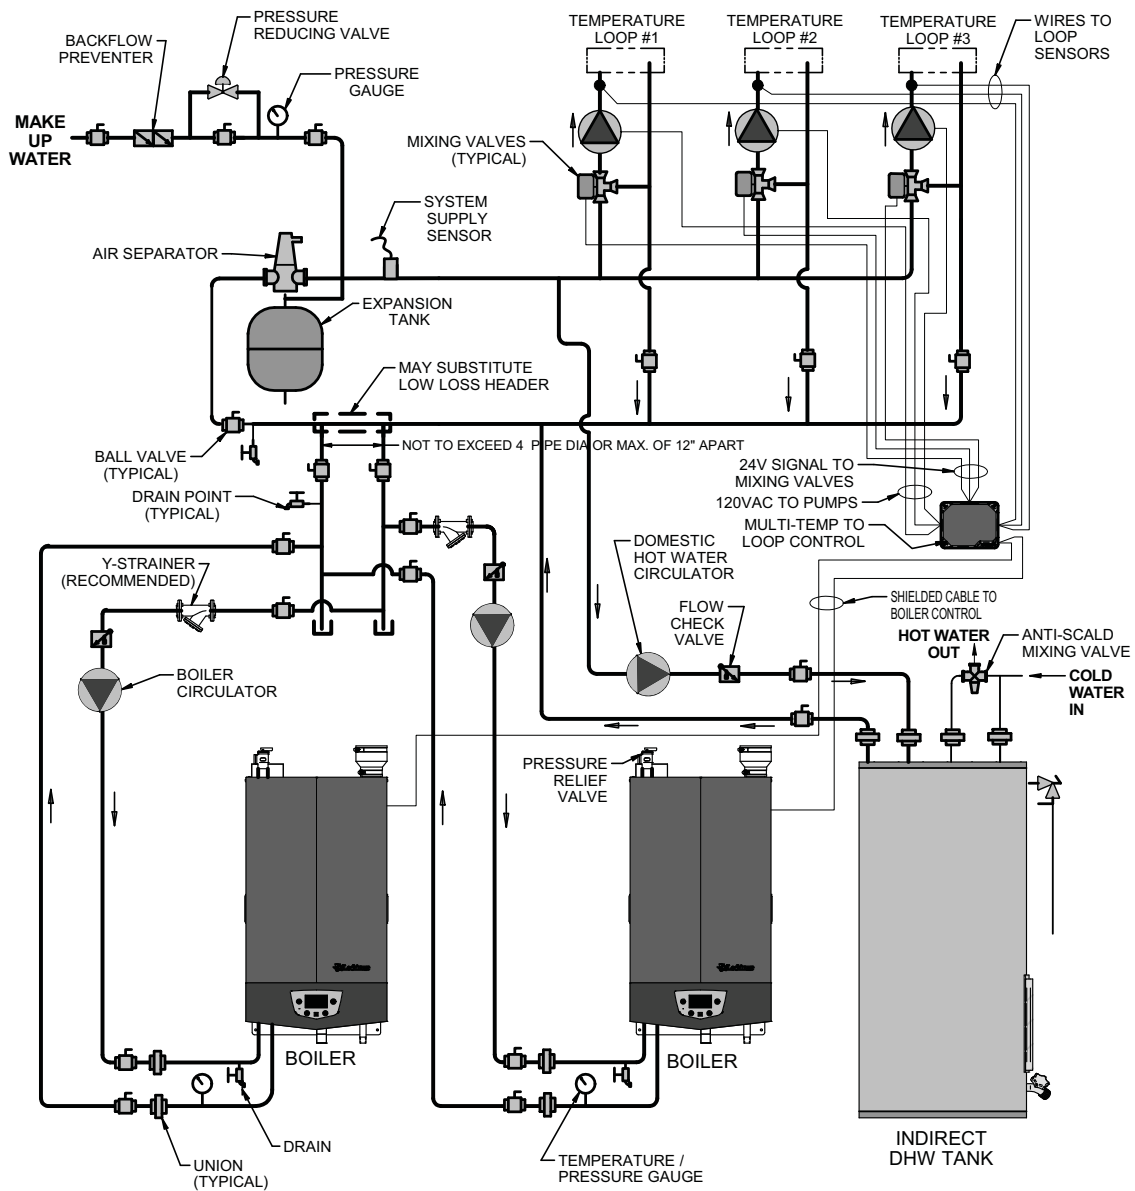 PRESSURE
REDUCING VALVE
BACKFLOW
PREVENTER
PRESSURE
GAUGE
MAKE
UP
WATER
TEMPERATURE
LOOP #1
TEMPERATURE
LOOP #2
TEMPERATURE
LOOP #3
WIRES TO
LOOP
SENSORS
MIXING VALVES
(TYPICAL)
SYSTEM
SUPPLY
SENSOR
AIR SEPARATOR
EXPANSION
TANK
MAY SUBSTITUTE
LOW LOSS HEADER
NOT TO EXCEED 4 PIPE DIA OR MAX. OF 12" APART
BALL VALVE
(TYPICAL)
DRAIN POINT
(TYPICAL)
24V SIGNAL TO
MIXING VALVES
120VAC TO PUMPS
MULTI-TEMP TO
LOOP CONTROL
Y-STRAINER
(RECOMMENDED)
DOMESTIC
HOT WATER
CIRCULATOR
FLOW
CHECK
VALVE
SHIELDED CABLE TO
BOILER CONTROL
HOT WATER
OUT
ANTI-SCALD
MIXING VALVE
COLD
WATER
IN
BOILER
CIRCULATOR
PRESSURE
RELIEF
VALVE
BOILER
BOILER
DRAIN
UNION
(TYPICAL)
TEMPERATURE /
PRESSURE GAUGE
INDIRECT
DHW TANK